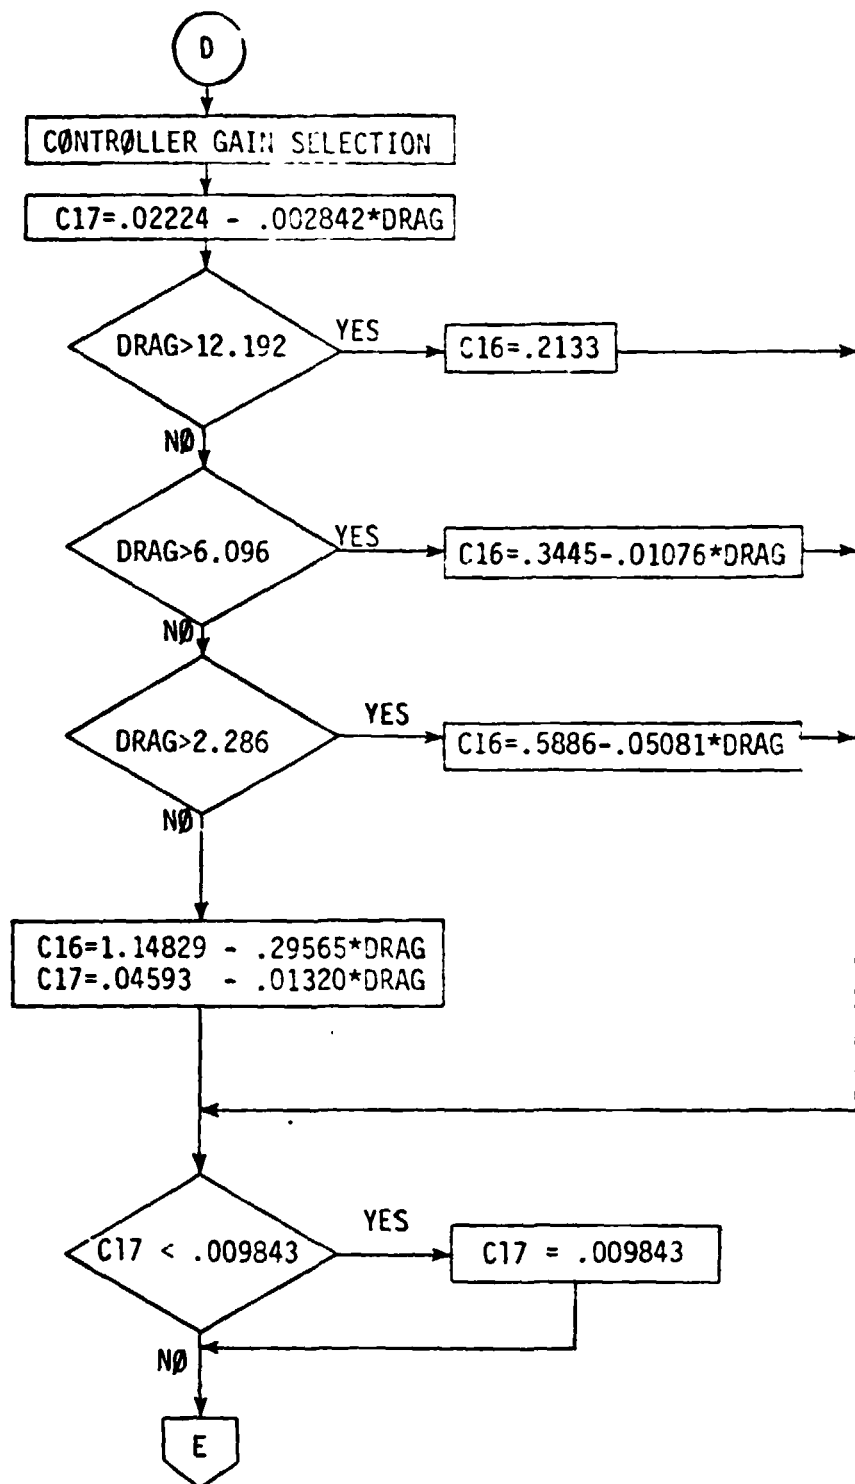 D
CØNTRØLLER GAIN SELECTION
C17=.02224 - .002842*DRAG
DRAG>12.192
YES
C16=.2133
NØ
DRAG>6.096
YES
C16=.3445-.01076*DRAG
NØ
DRAG>2.286
YES
C16=.5886-.05081*DRAG
NØ
C16=1.14829 - .29565*DRAG
C17=.04593 - .01320*DRAG
C17 < .009843
YES
C17 = .009843
NØ
E